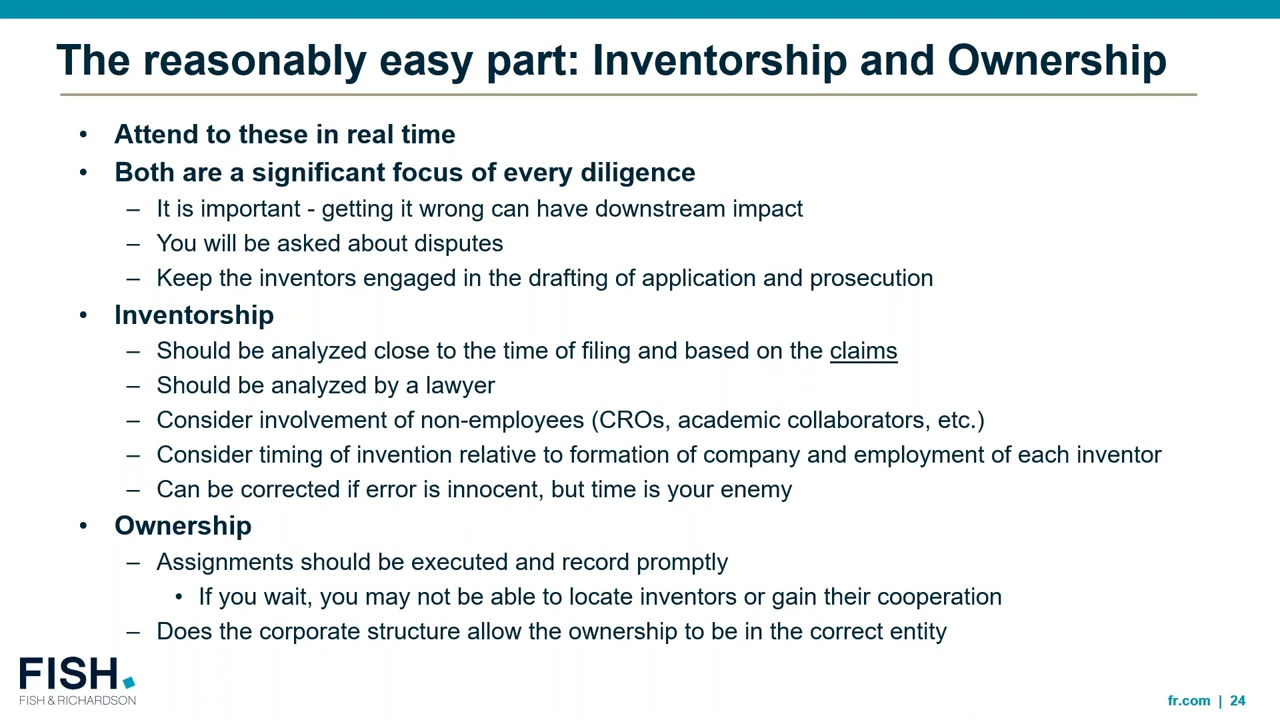 The reasonably easy part: Inventorship and Ownership
• Attend to these in real time
• Both are a significant focus of every diligence
– It is important - getting it wrong can have downstream impact
– You will be asked about disputes
– Keep the inventors engaged in the drafting of application and prosecution
• Inventorship
– Should be analyzed close to the time of filing and based on the claims
– Should be analyzed by a lawyer
– Consider involvement of non-employees (CROs, academic collaborators, etc.)
– Consider timing of invention relative to formation of company and employment of each inventor
– Can be corrected if error is innocent, but time is your enemy
• Ownership
– Assignments should be executed and record promptly
• If you wait, you may not be able to locate inventors or gain their cooperation
– Does the corporate structure allow the ownership to be in the correct entity
FISH.
FISH & RICHARDSON
fr.com | 24